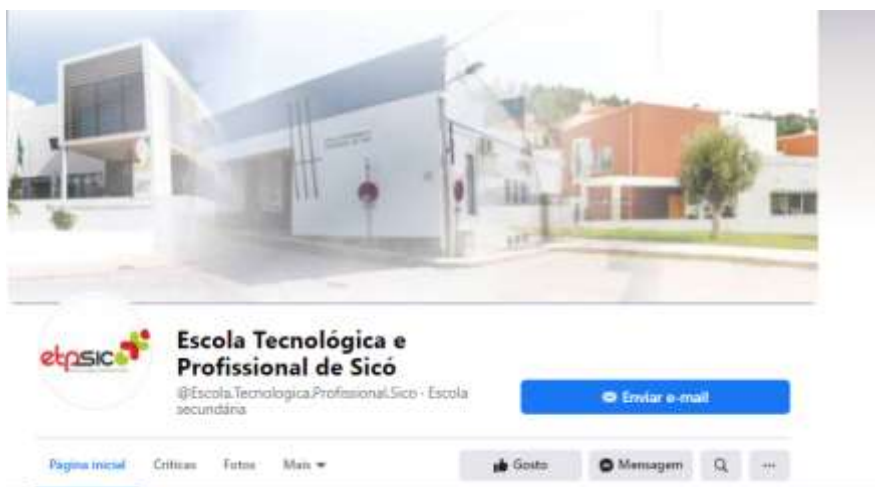 etpsicó
Escola Tecnológica e
Profissional de Sicó
@Escola.Tecnologica.Profissional.Sico · Escola
secundária
Enviar e-mail
Página inicial Críticas Fotos Mais
Gosto Mensagem